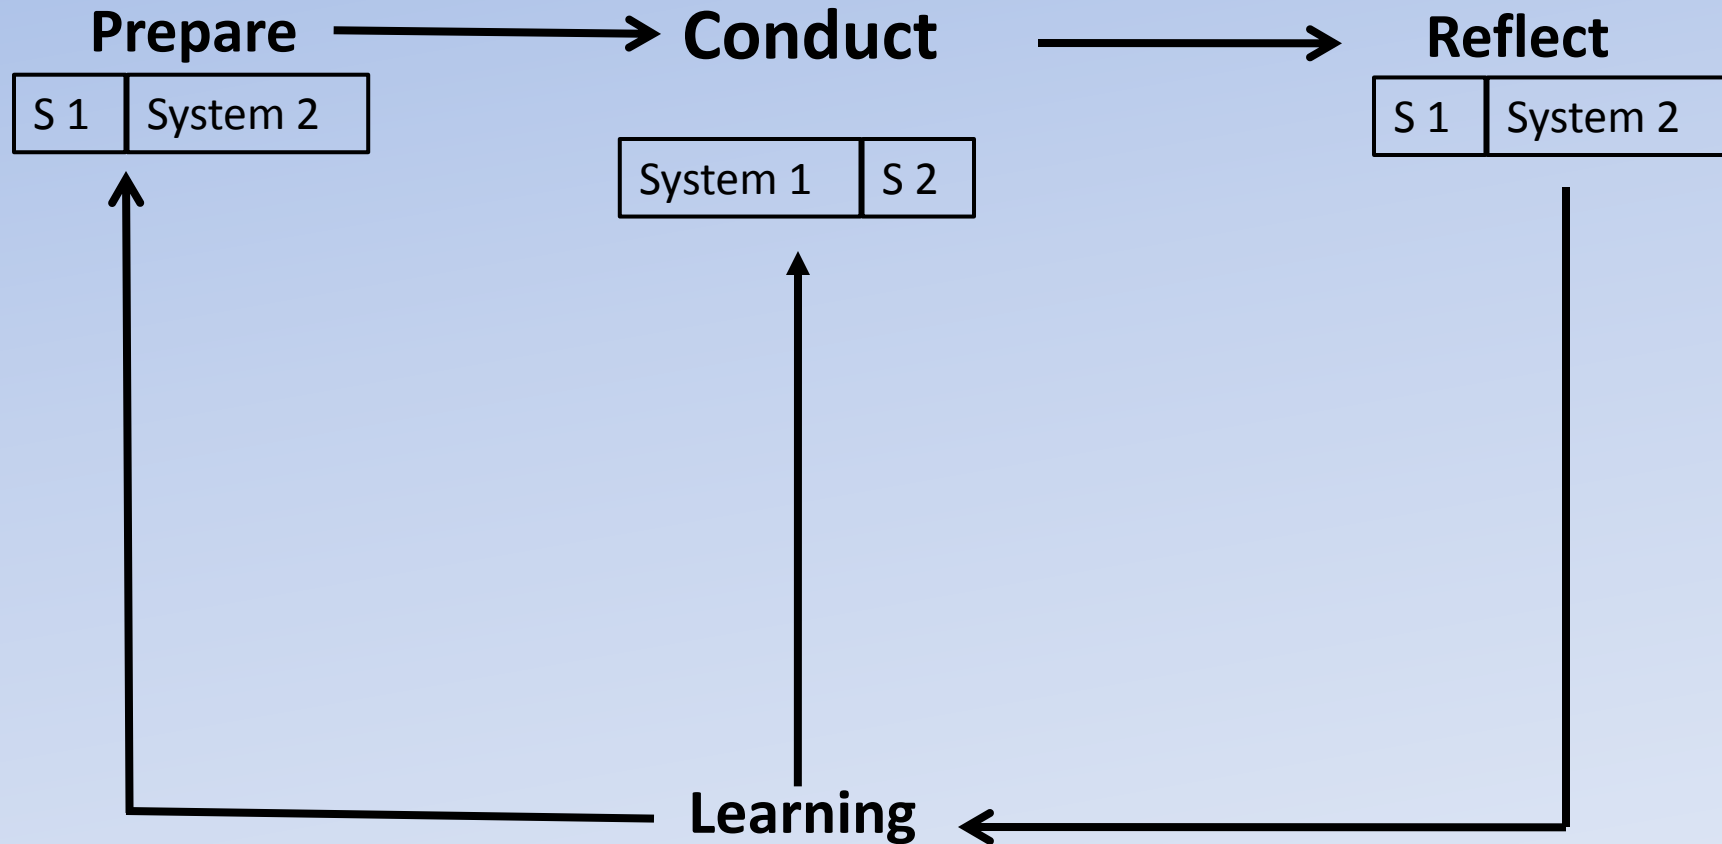 Prepare
Conduct
Reflect
S 1
System 2
System 1
S 2
S 1
System 2
Learning